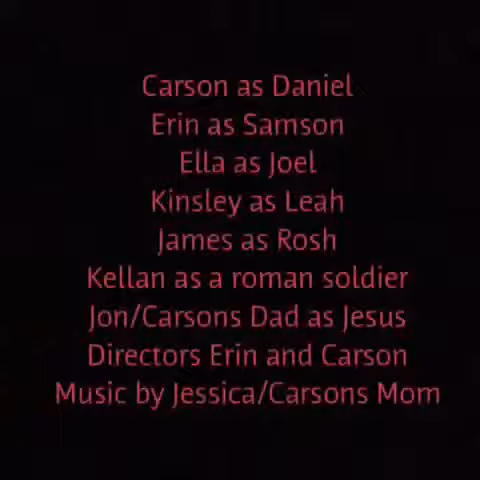 Carson as Daniel
Erin as Samson
Ella as Joel
Kinsley as Leah
James as Rosh
Kellan as a roman soldier
Jon/Carsons Dad as Jesus
Directors Erin and Carson
Music by Jessica/Carsons Mom